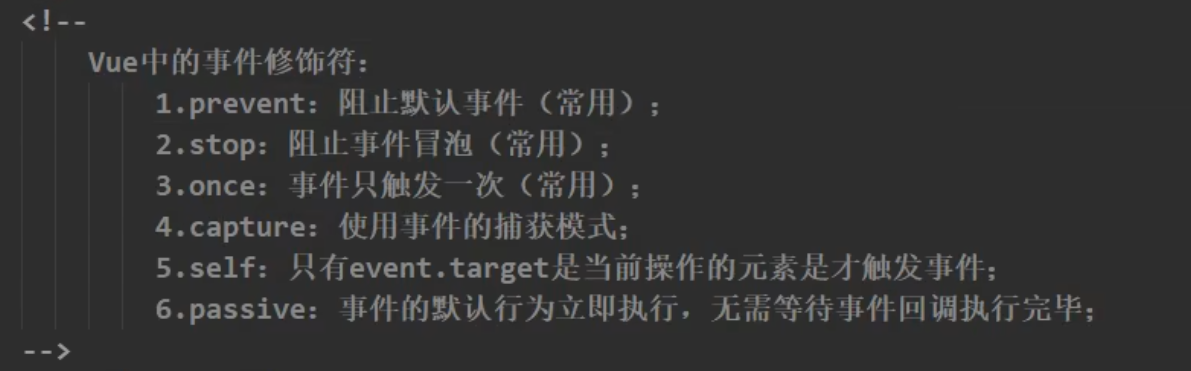 <!--
Vue中的事件修饰符：
1.prevent：阻止默认事件（常用）；
2.stop：阻止事件冒泡（常用）；
3.once：事件只触发一次（常用）；
4.capture：使用事件的捕获模式；
5.self：只有event.target是当前操作的元素是才触发事件；
6.passive：事件的默认行为立即执行，无需等待事件回调执行完毕；
-->